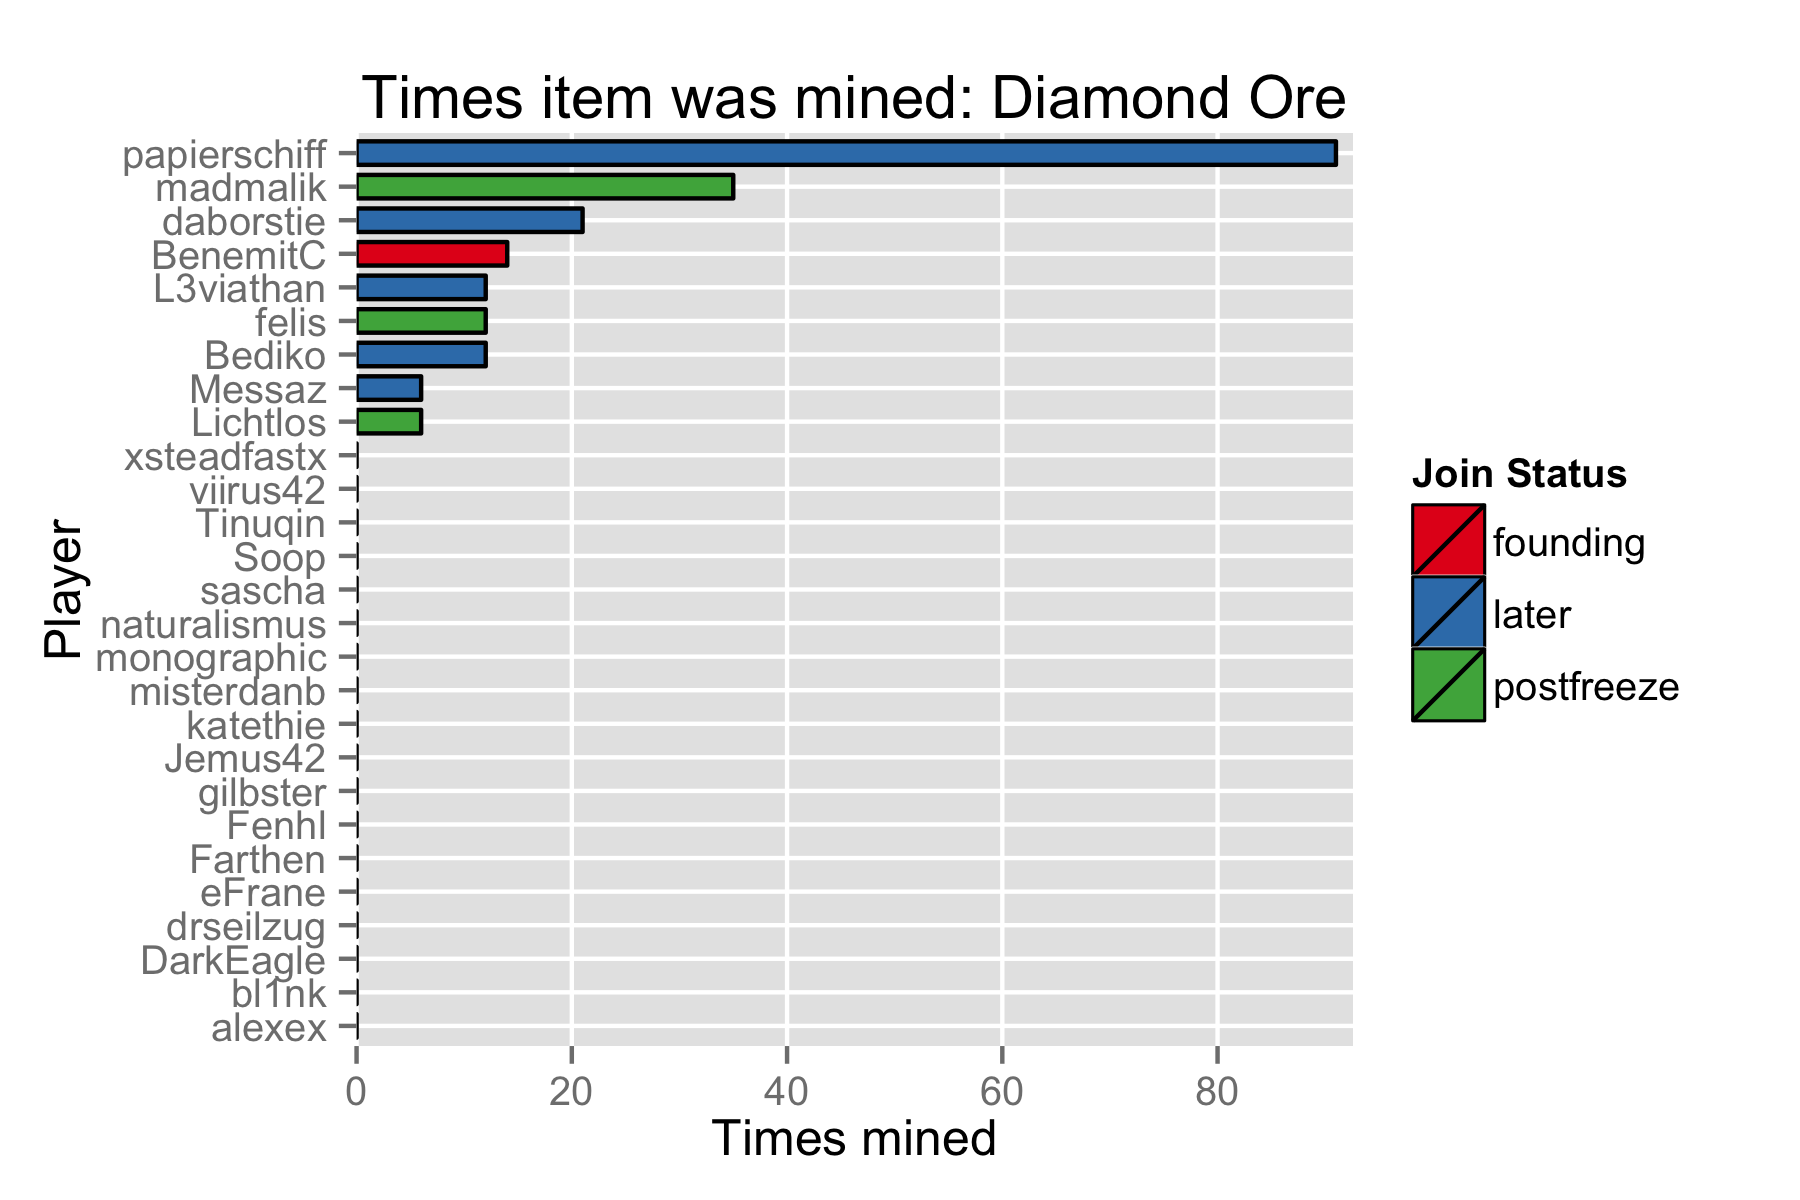 Times item was mined: Diamond Ore
papierschiff
madmalik
daborstie
BenemitC
L3viathan
felis
Bediko
Messaz
Lichtlos
xsteadfastx
viirus42
Tinuqin
Soop
sascha
naturalismus
monographic
misterdanb
katethie
Jemus42
gilbster
Fenhl
Farthen
eFrane
drseilzug
DarkEagle
bl1nk
alexex
Player
0 20 40 60 80
Times mined
Join Status
founding
later
postfreeze